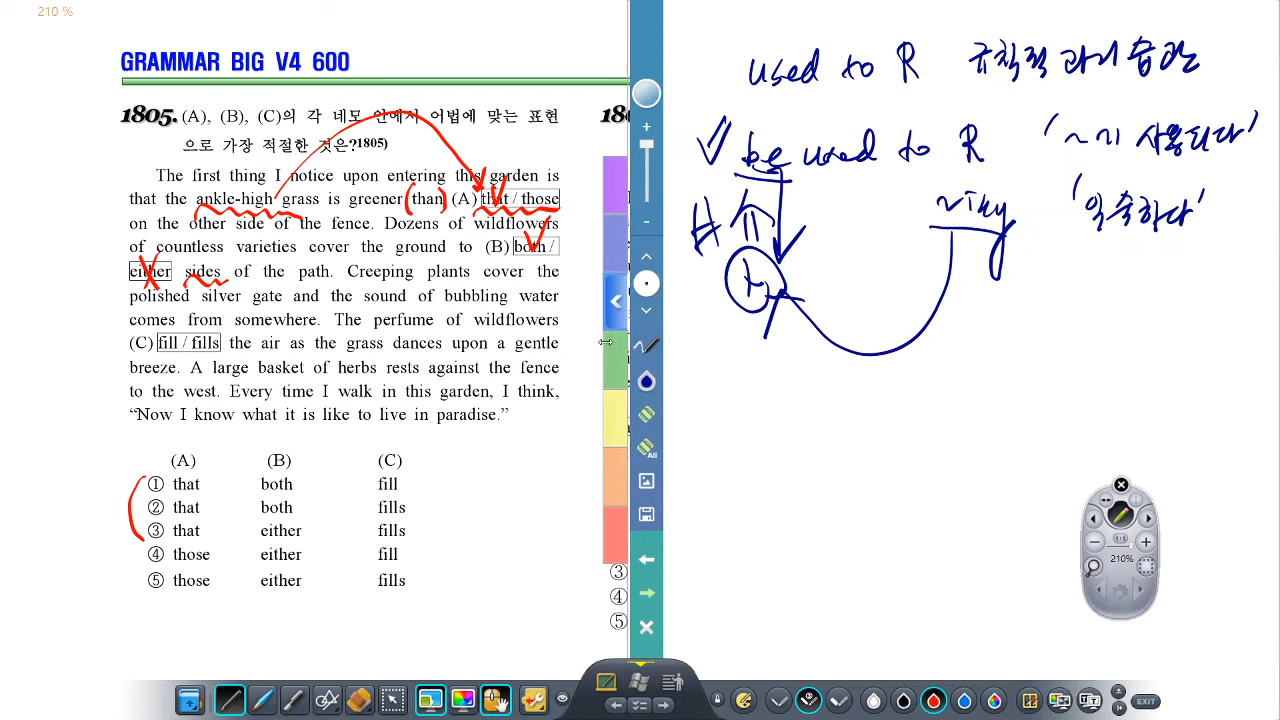 210 %
GRAMMAR BIG V4 600
1805. (A), (B), (C)의 각 네모 안에서 어법에 맞는 표현
으로 가장 적절한 것은?1805)
The first thing I notice upon entering this garden is
that the ankle-high grass is greener than (A) that / those
on the other side of the fence. Dozens of wildflowers
of countless varieties cover the ground to (B) both /
either sides of the path. Creeping plants cover the
polished silver gate and the sound of bubbling water
comes from somewhere. The perfume of wildflowers
(C) fill / fills the air as the grass dances upon a gentle
breeze. A large basket of herbs rests against the fence
to the west. Every time I walk in this garden, I think,
“Now I know what it is like to live in paradise.”
(A) (B) (C)
① that both fill
② that both fills
③ that either fills
④ those either fill
⑤ those either fills
18
③
④
⑤
used to R 규칙적 과거 습관
be used to R '~기 사용되다'
ving '익숙하다'
All
1:1
210%
EXIT